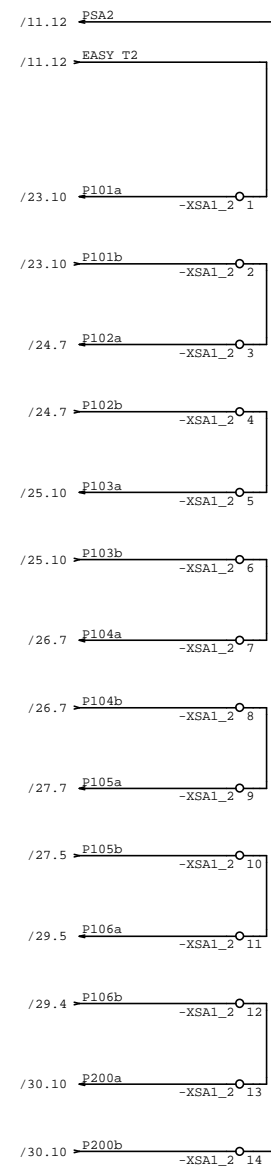 /11.12 PSA2
/11.12 EASY T2
/23.10 P101a
-XSA1_2 1
/23.10 P101b
-XSA1_2 2
/24.7 P102a
-XSA1_2 3
/24.7 P102b
-XSA1_2 4
/25.10 P103a
-XSA1_2 5
/25.10 P103b
-XSA1_2 6
/26.7 P104a
-XSA1_2 7
/26.7 P104b
-XSA1_2 8
/27.7 P105a
-XSA1_2 9
/27.5 P105b
-XSA1_2 10
/29.5 P106a
-XSA1_2 11
/29.4 P106b
-XSA1_2 12
/30.10 P200a
-XSA1_2 13
/30.10 P200b
-XSA1_2 14